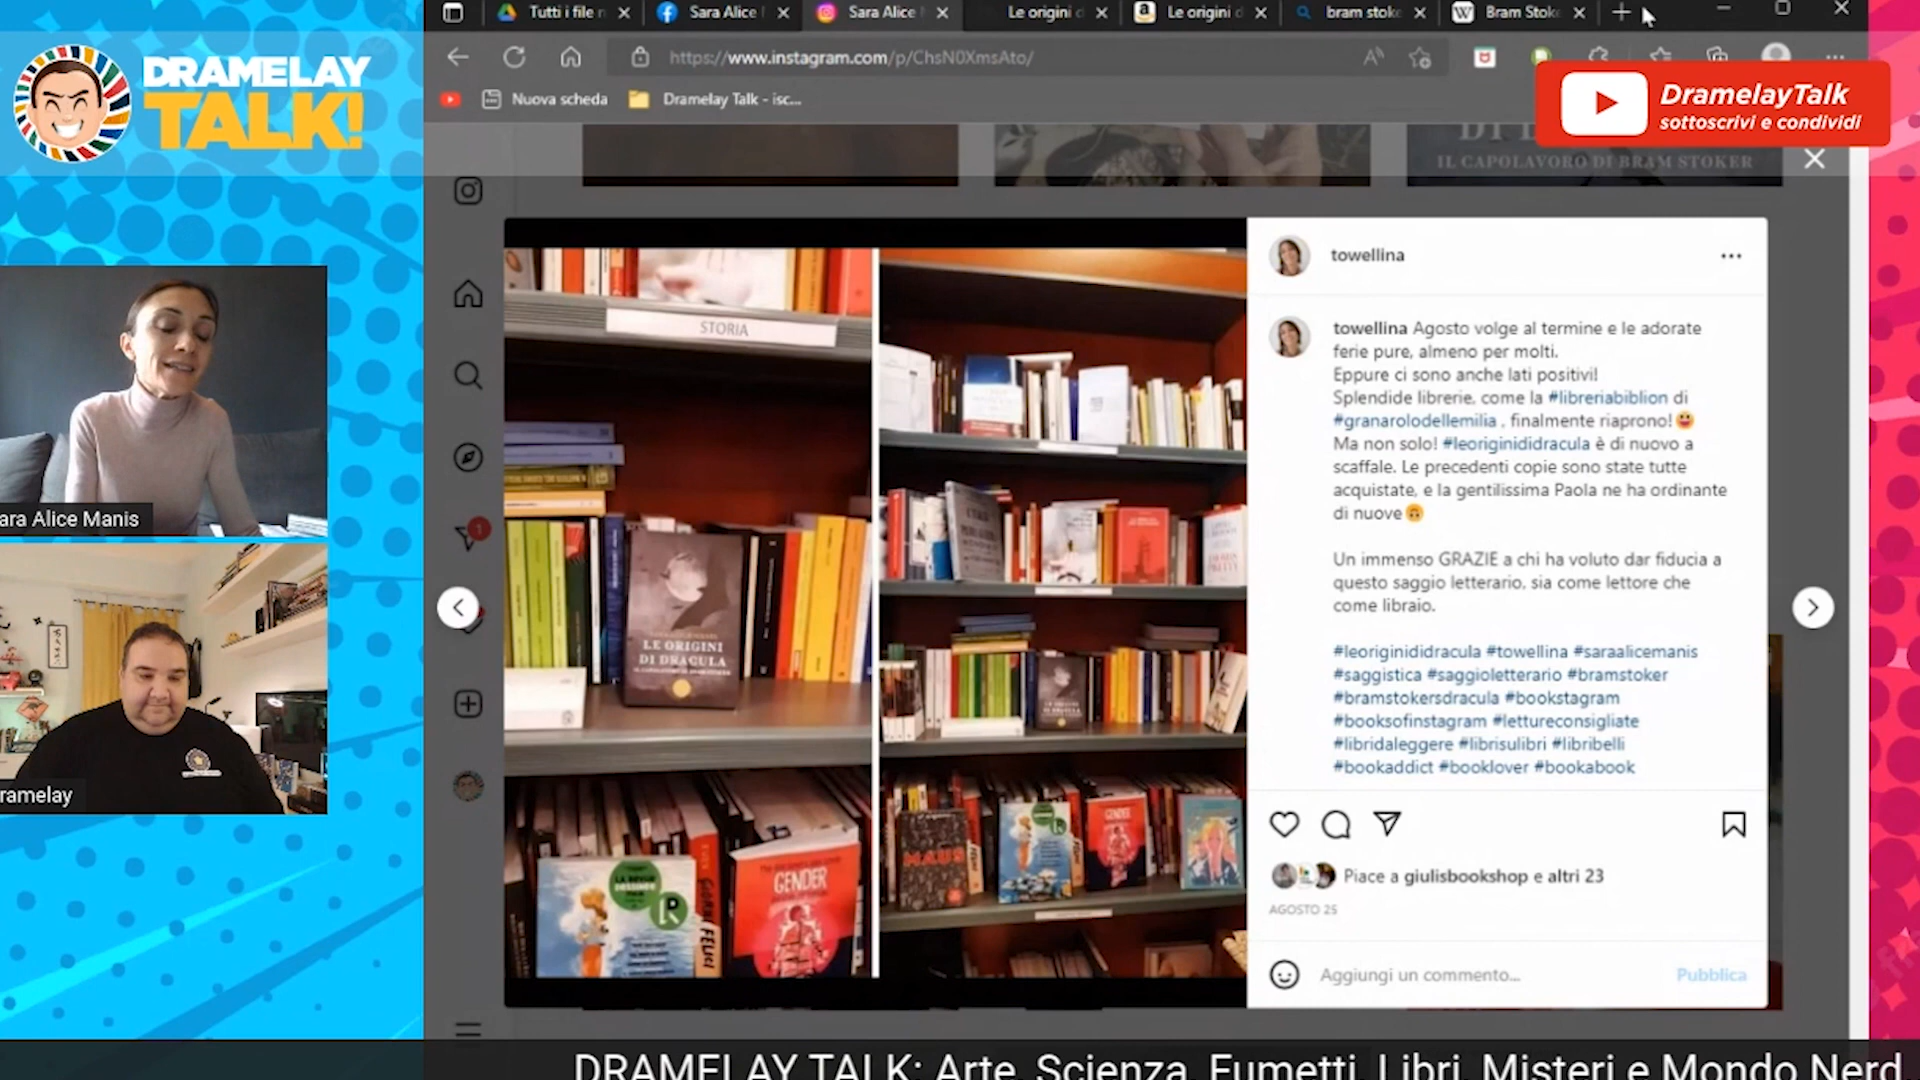 Tutti i file
Sara Alice
Sara Alice
Le origini
Le origini
bram stoke
Bram Stoke
https://www.instagram.com/p/ChsN0XmsAto/
Nuova scheda
Dramelay Talk - isc...
DRAMELAY
TALK!
DramelayTalk
sottoscrivi e condividi
IL CAPOLAVORO DI BRAM STOKER
STORIA
LE ORIGINI
DI DRACULA
GENDER
MAUS
GENDER
towellina
towellina Agosto volge al termine e le adorate
ferie pure, almeno per molti.
Eppure ci sono anche lati positivi!
Splendide librerie, come la #libreriabiblion di
#granarolodellemilia , finalmente riaprono!
Ma non solo! #leoriginididracula è di nuovo a
scaffale. Le precedenti copie sono state tutte
acquistate, e la gentilissima Paola ne ha ordinante
di nuove
Un immenso GRAZIE a chi ha voluto dar fiducia a
questo saggio letterario, sia come lettore che
come libraio.
#leoriginididracula #towellina #saraalicemanis
#saggistica #saggioletterario #bramstoker
#bramstokersdracula #bookstagram
#booksofinstagram #lettureconsigliate
#libridaleggere #librisulibri #libribelli
#bookaddict #booklover #bookabook
Piace a giulisbookshop e altri 23
AGOSTO 25
Aggiungi un commento...
Pubblica
1
ara Alice Manis
ramelay
DRAMELAY TALK: Arte, Scienza, Fumetti, Libri, Misteri e Mondo Nerd